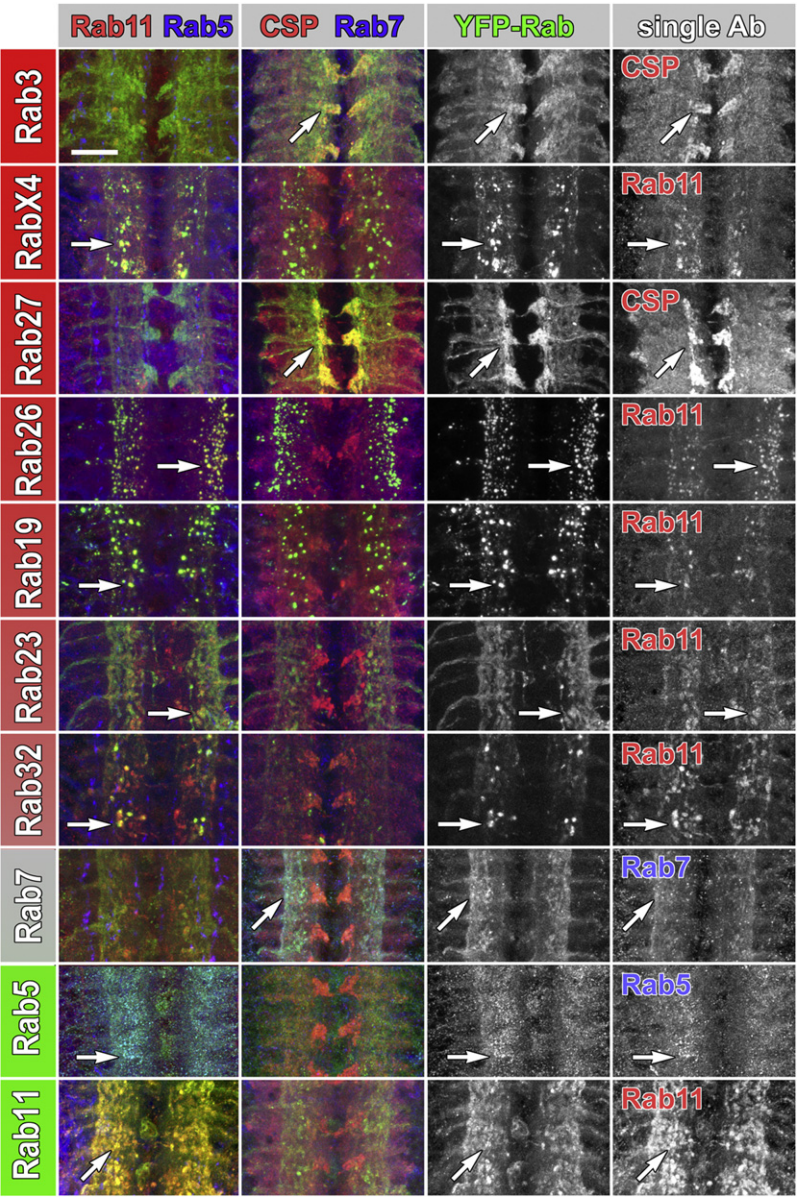 Rab11 Rab5 CSP Rab7 YFP-Rab single Ab
Rab3 CSP
RabX4 Rab11
Rab27 CSP
Rab26 Rab11
Rab19 Rab11
Rab23 Rab11
Rab32 Rab11
Rab7 Rab7
Rab5 Rab5
Rab11 Rab11